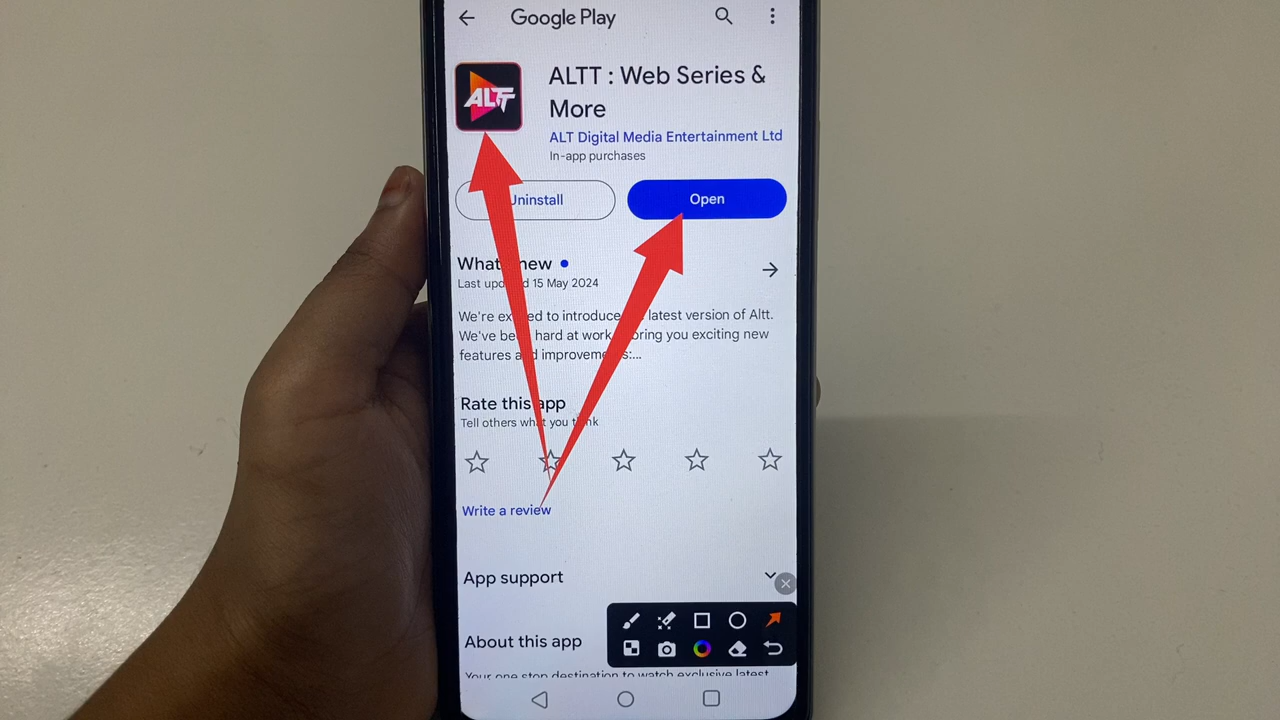 Google Play
ALTT
ALTT : Web Series &
More
ALT Digital Media Entertainment Ltd
In-app purchases
Uninstall
Open
What's new
Last updated 15 May 2024
We're excited to introduce latest version of Altt.
We've been hard at work bring you exciting new
features and improvements:...
Rate this app
Tell others what you think
Write a review
App support
About this app
Your one stop destination to watch exclusive latest